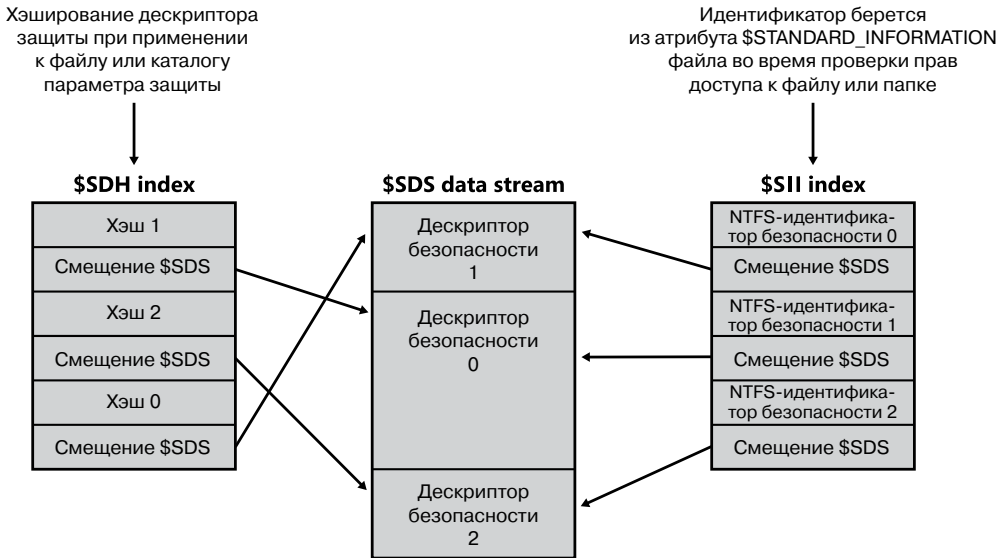 Хэширование дескриптора
защиты при применении
к файлу или каталогу
параметра защиты
Идентификатор берется
из атрибута $STANDARD_INFORMATION
файла во время проверки прав
доступа к файлу или папке
$SDH index
Хэш 1
Смещение $SDS
Хэш 2
Смещение $SDS
Хэш 0
Смещение $SDS
$SDS data stream
Дескриптор
безопасности
1
Дескриптор
безопасности
0
Дескриптор
безопасности
2
$SII index
NTFS-идентифика-
тор безопасности 0
Смещение $SDS
NTFS-идентифика-
тор безопасности 1
Смещение $SDS
NTFS-идентифика-
тор безопасности 2
Смещение $SDS